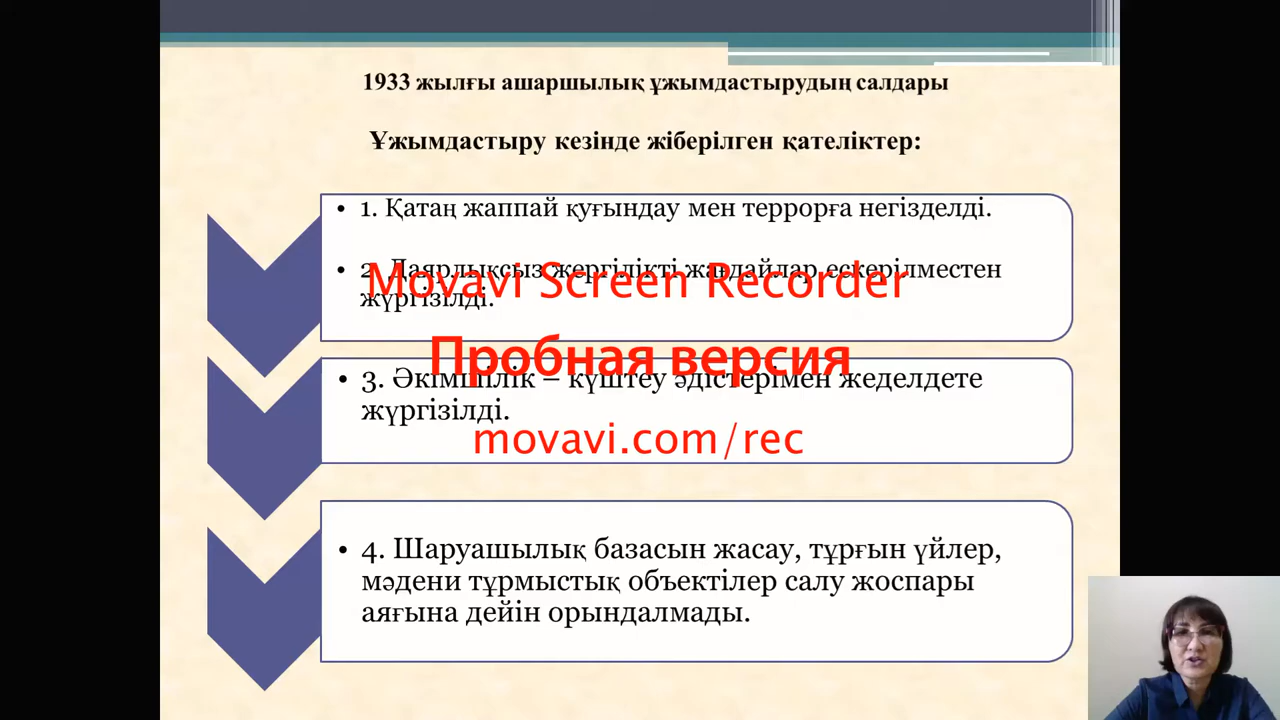 1933 жылғы ашаршылық ұжымдастырудың салдары
Ұжымдастыру кезінде жіберілген қателіктер:
• 1. Қатаң жаппай қуғындау мен террорға негізделді.
• 2. Даярлықсыз жергілікті жағдайлар ескерілместен
жүргізілді.
Movavi Screen Recorder
Пробная версия
• 3. Әкімшілік – күштеу әдістерімен жеделдете
жүргізілді.
movavi.com/rec
• 4. Шаруашылық базасын жасау, тұрғын үйлер,
мәдени тұрмыстық объектілер салу жоспары
аяғына дейін орындалмады.